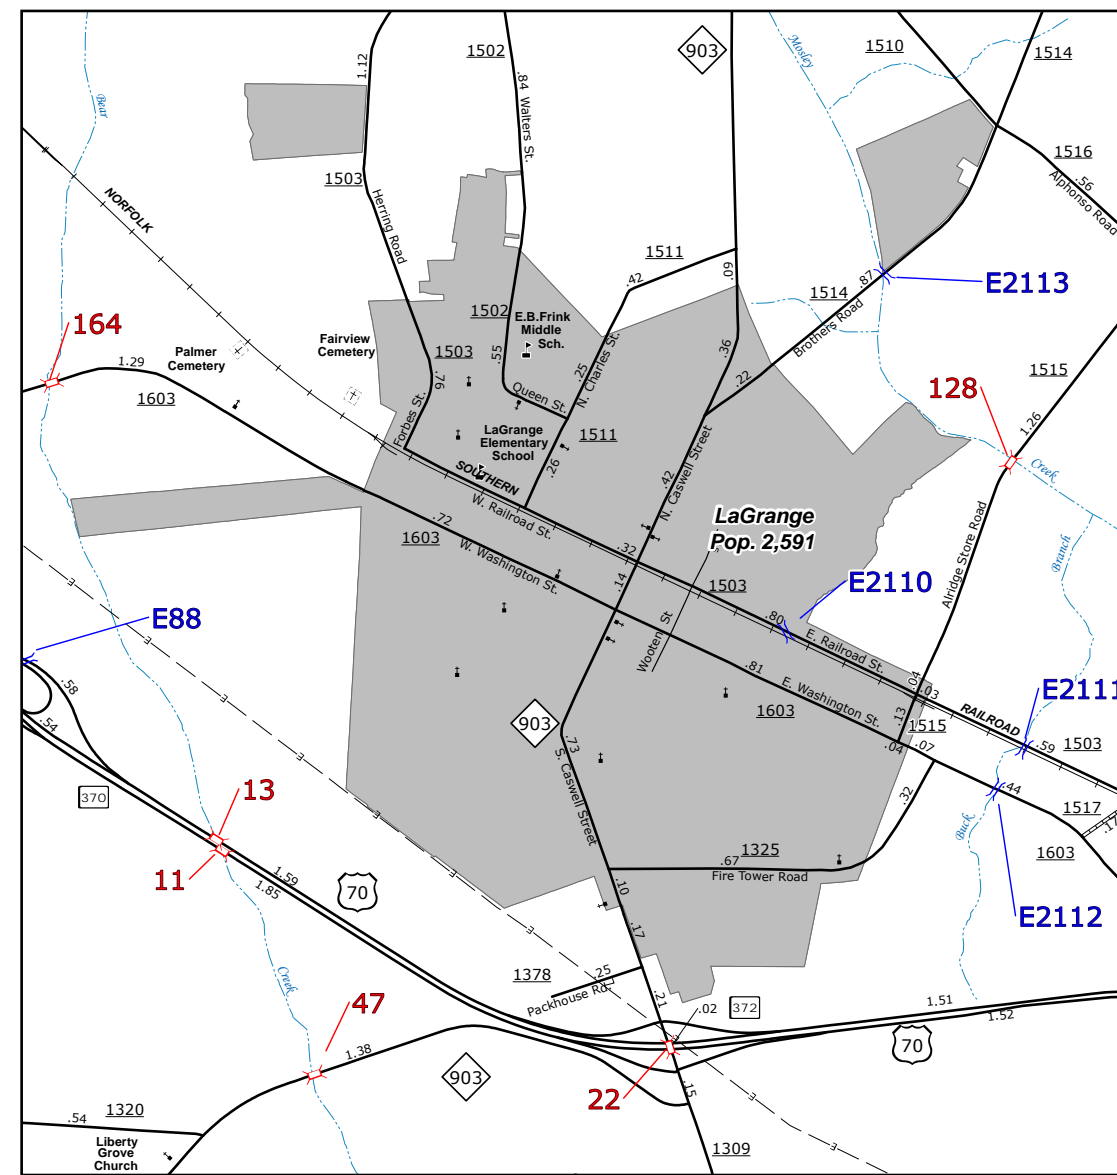 1510
1514
1502
903
1.12
.84 Walters St.
Mosley
Bear
1516
.56
Alphonso Road
1503
NORFOLK
Herring Road
1511
.42
.60
E2113
.87
1514
Brothers Road
1502
E.B.Frink
Middle
Sch.
164
Palmer
Cemetery
Fairview
Cemetery
1503
.55
.76
.25
N. Charles St.
.36
.22
1515
128
1.29
1603
Queen St.
Forbes St.
LaGrange
Elementary
School
1511
.26
SOUTHERN
W. Railroad St.
.42
N. Caswell Street
1.26
Creek
LaGrange
Pop. 2,591
.72
1603
W. Washington St.
.32
.14
1503
E2110
Alridge Store Road
Branch
.80
E. Railroad St.
Wooten St
E88
.81
E. Washington St.
1603
.04
.03
E2111
RAILROAD
.13
1515
.59
1503
.58
.54
903
.73
S. Caswell Street
.04
.07
370
13
.44
1517
.17
.32
Buck
1603
11
1.59
1.85
70
1325
.67
Fire Tower Road
.10
E2112
.17
Creek
1378
.25
Packhouse Rd.
.21
.02
372
1.51
1.52
47
70
1.38
903
22
.15
.54
1320
Liberty
Grove
Church
1309